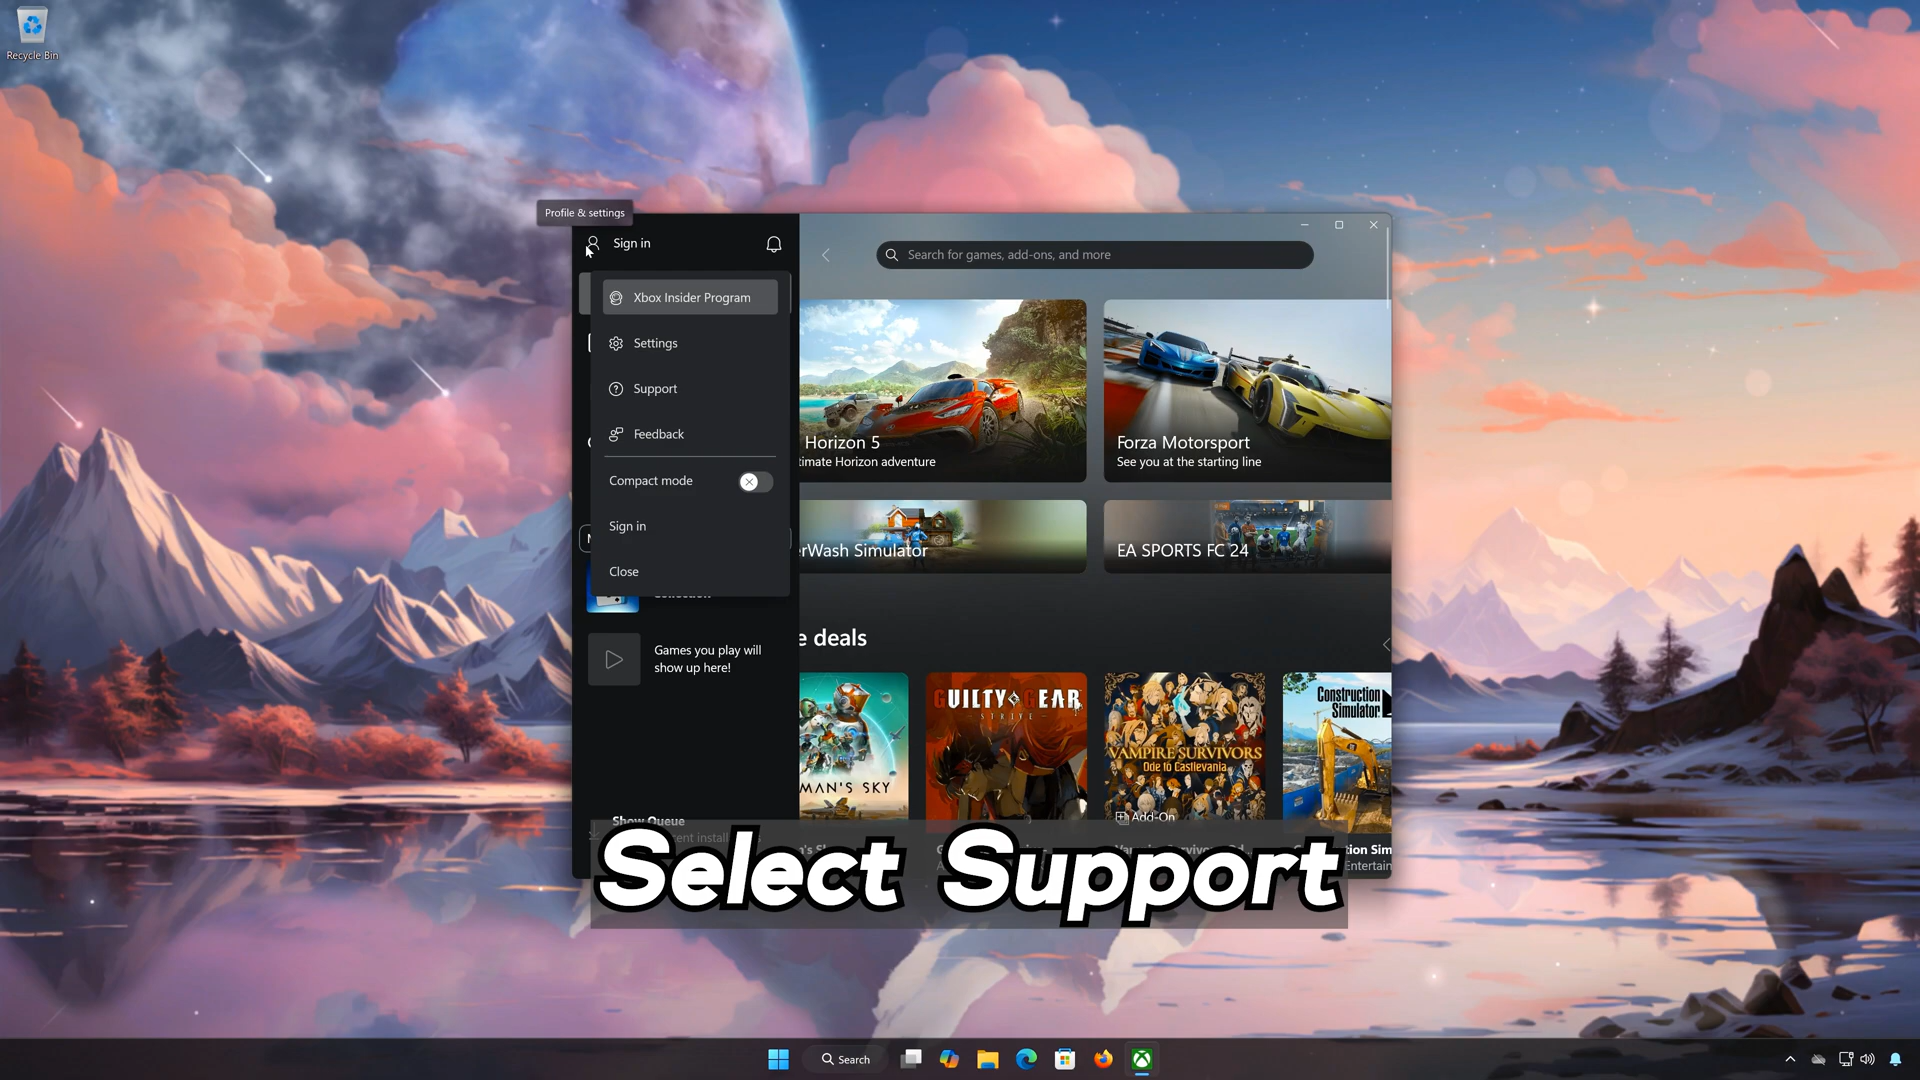 Recycle Bin
Profile & settings
Sign in
Search for games, add-ons, and more
Xbox Insider Program
Settings
Support
Feedback
Compact mode
Sign in
Close
Horizon 5
timate Horizon adventure
Forza Motorsport
See you at the starting line
rWash Simulator
EA SPORTS FC 24
Games you play will
show up here!
e deals
MAN'S SKY
GUILTY GEAR
STRIVE
VAMPIRE SURVIVORS
Ode to Castlevania
Construction
Simulator
Add-On
Show Queue
Select Support
ion Sim
Entertain
Search